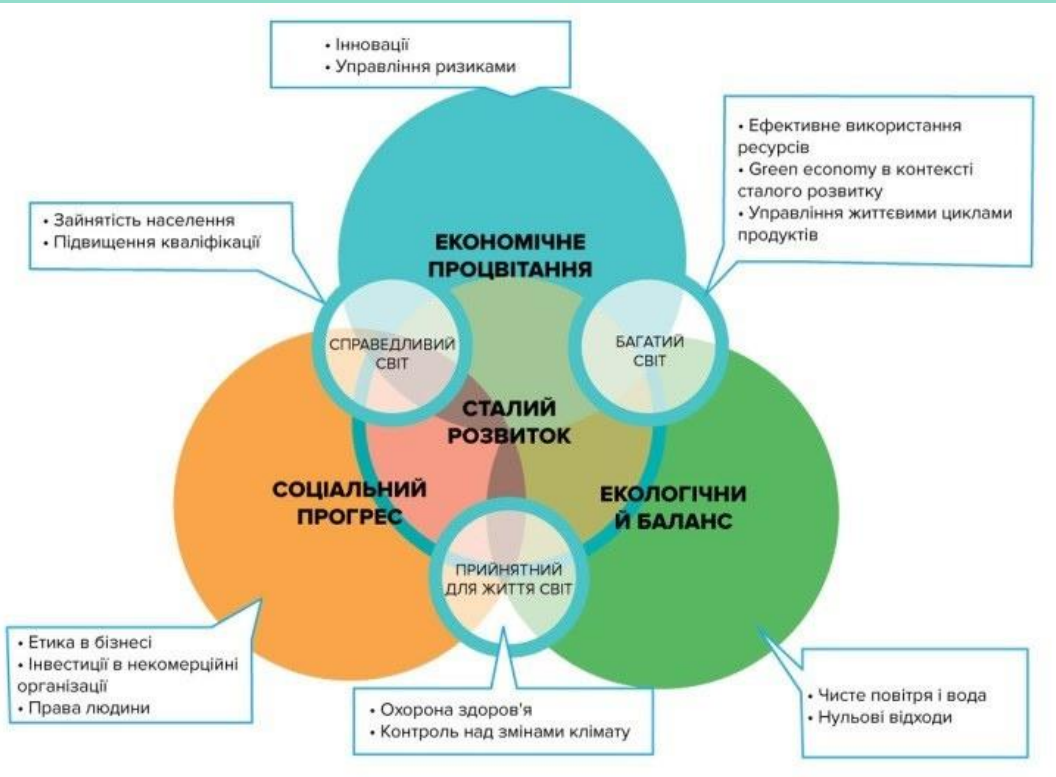 • Інновації
• Управління ризиками
• Ефективне використання
ресурсів
• Green economy в контексті
сталого розвитку
• Управління життєвими циклами
продуктів
• Зайнятість населення
• Підвищення кваліфікації
ЕКОНОМІЧНЕ
ПРОЦВІТАННЯ
СПРАВЕДЛИВИЙ
СВІТ
БАГАТИЙ
СВІТ
СТАЛИЙ
РОЗВИТОК
СОЦІАЛЬНИЙ
ПРОГРЕС
ЕКОЛОГІЧНИ
Й БАЛАНС
ПРИЙНЯТНИЙ
ДЛЯ ЖИТТЯ СВІТ
• Етика в бізнесі
• Інвестиції в некомерційні
організації
• Права людини
• Охорона здоров'я
• Контроль над змінами клімату
• Чисте повітря і вода
• Нульові відходи